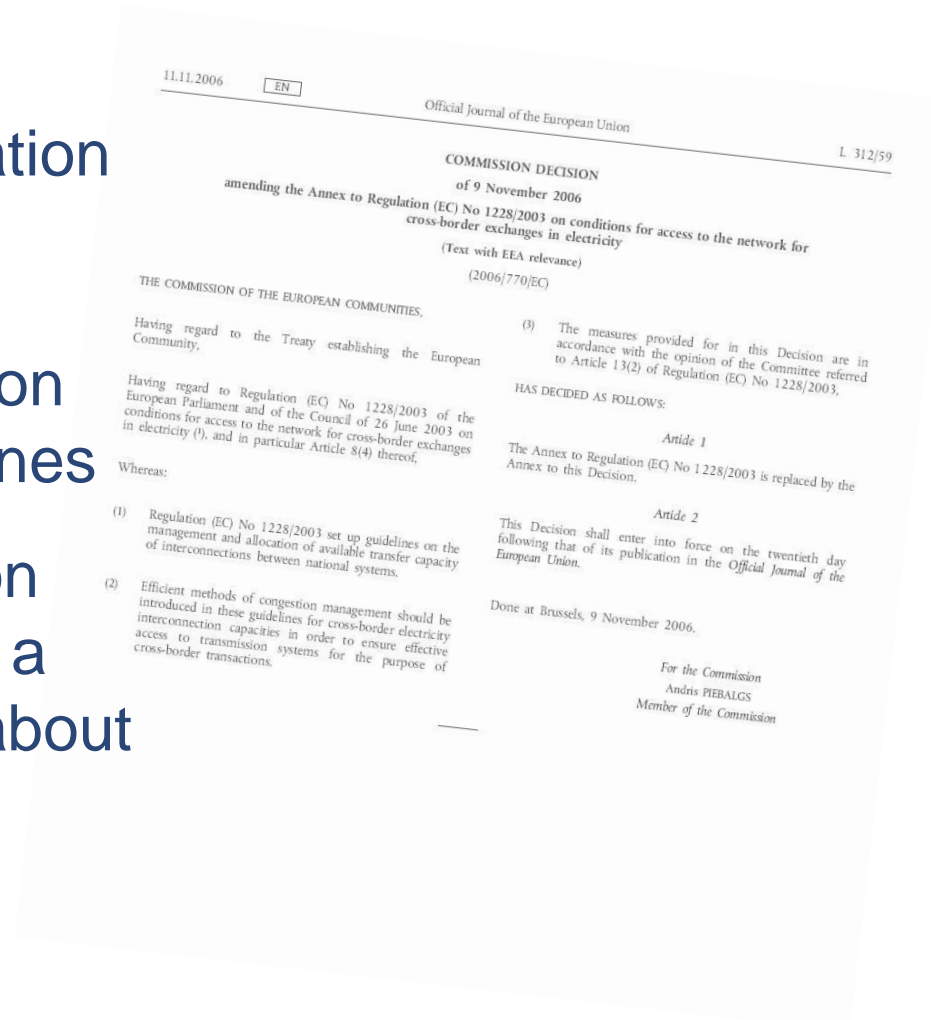 ation
on
nes
on
a
about
11.11.2006 EN Official Journal of the European Union L 312/59
COMMISSION DECISION
of 9 November 2006
amending the Annex to Regulation (EC) No 1228/2003 on conditions for access to the network for
cross-border exchanges in electricity
(Text with EEA relevance)
(2006/770/EC)
THE COMMISSION OF THE EUROPEAN COMMUNITIES,
Having regard to the Treaty establishing the European
Community,
Having regard to Regulation (EC) No 1228/2003 of the
European Parliament and of the Council of 26 June 2003 on
conditions for access to the network for cross-border exchanges
in electricity (¹), and in particular Article 8(4) thereof,
Whereas:
(1) Regulation (EC) No 1228/2003 set up guidelines on the
management and allocation of available transfer capacity
of interconnections between national systems.
(2) Efficient methods of congestion management should be
introduced in these guidelines for cross-border electricity
interconnection capacities in order to ensure effective
access to transmission systems for the purpose of
cross-border transactions.
(3) The measures provided for in this Decision are in
accordance with the opinion of the Committee referred
to Article 13(2) of Regulation (EC) No 1228/2003,
HAS DECIDED AS FOLLOWS:
Article 1
The Annex to Regulation (EC) No 1228/2003 is replaced by the
Annex to this Decision.
Article 2
This Decision shall enter into force on the twentieth day
following that of its publication in the Official Journal of the
European Union.
Done at Brussels, 9 November 2006.
For the Commission
Andris PIEBALGS
Member of the Commission